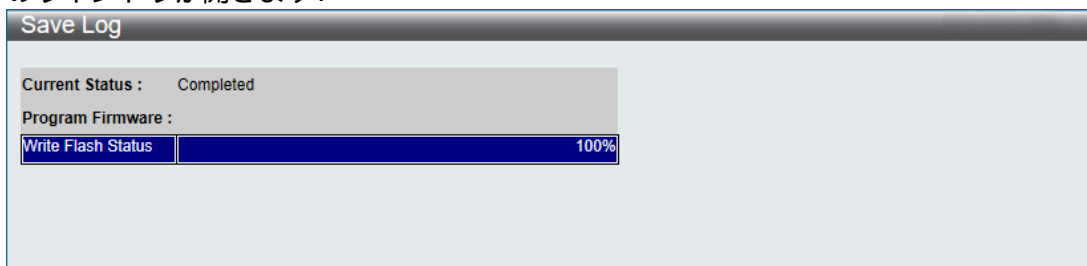 Save Log
Current Status : Completed
Program Firmware :
Write Flash Status 100%